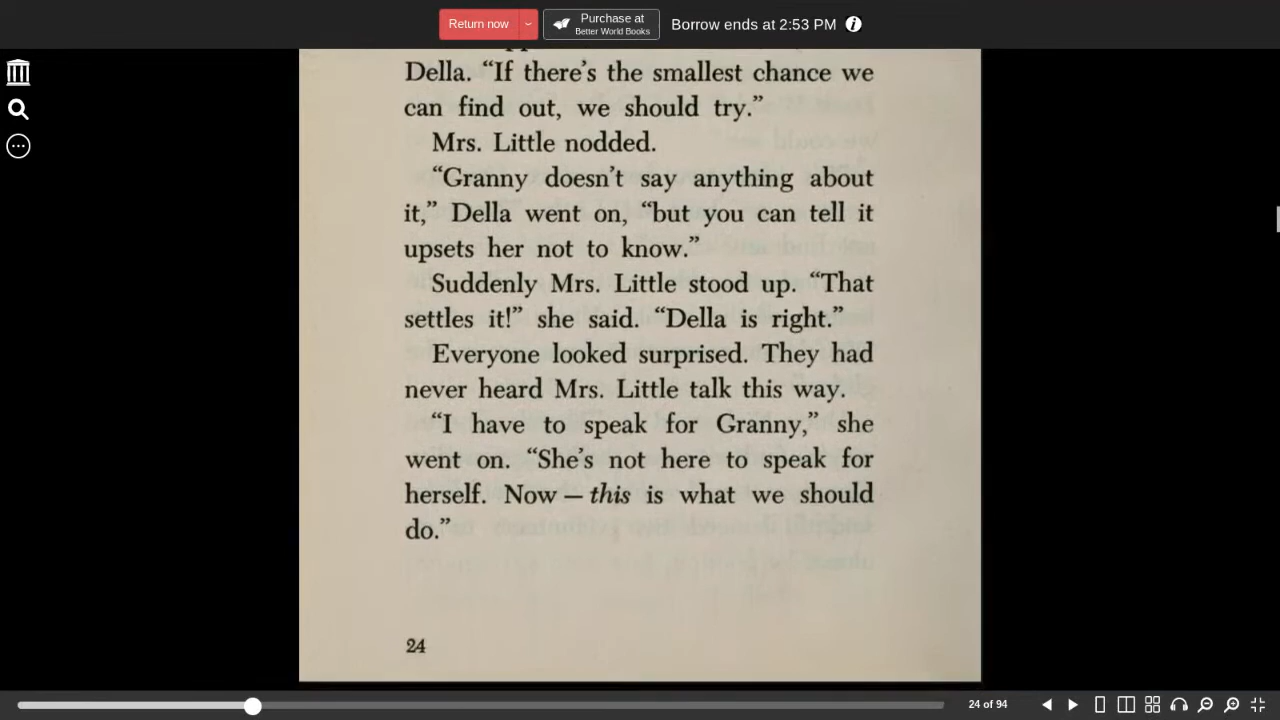 Return now
Purchase at
Better World Books
Borrow ends at 2:53 PM
Della. “If there’s the smallest chance we
can find out, we should try.”
Mrs. Little nodded.
“Granny doesn’t say anything about
it,” Della went on, “but you can tell it
upsets her not to know.”
Suddenly Mrs. Little stood up. “That
settles it!” she said. “Della is right.”
Everyone looked surprised. They had
never heard Mrs. Little talk this way.
“I have to speak for Granny,” she
went on. “She’s not here to speak for
herself. Now — this is what we should
do.”
24
24 of 94